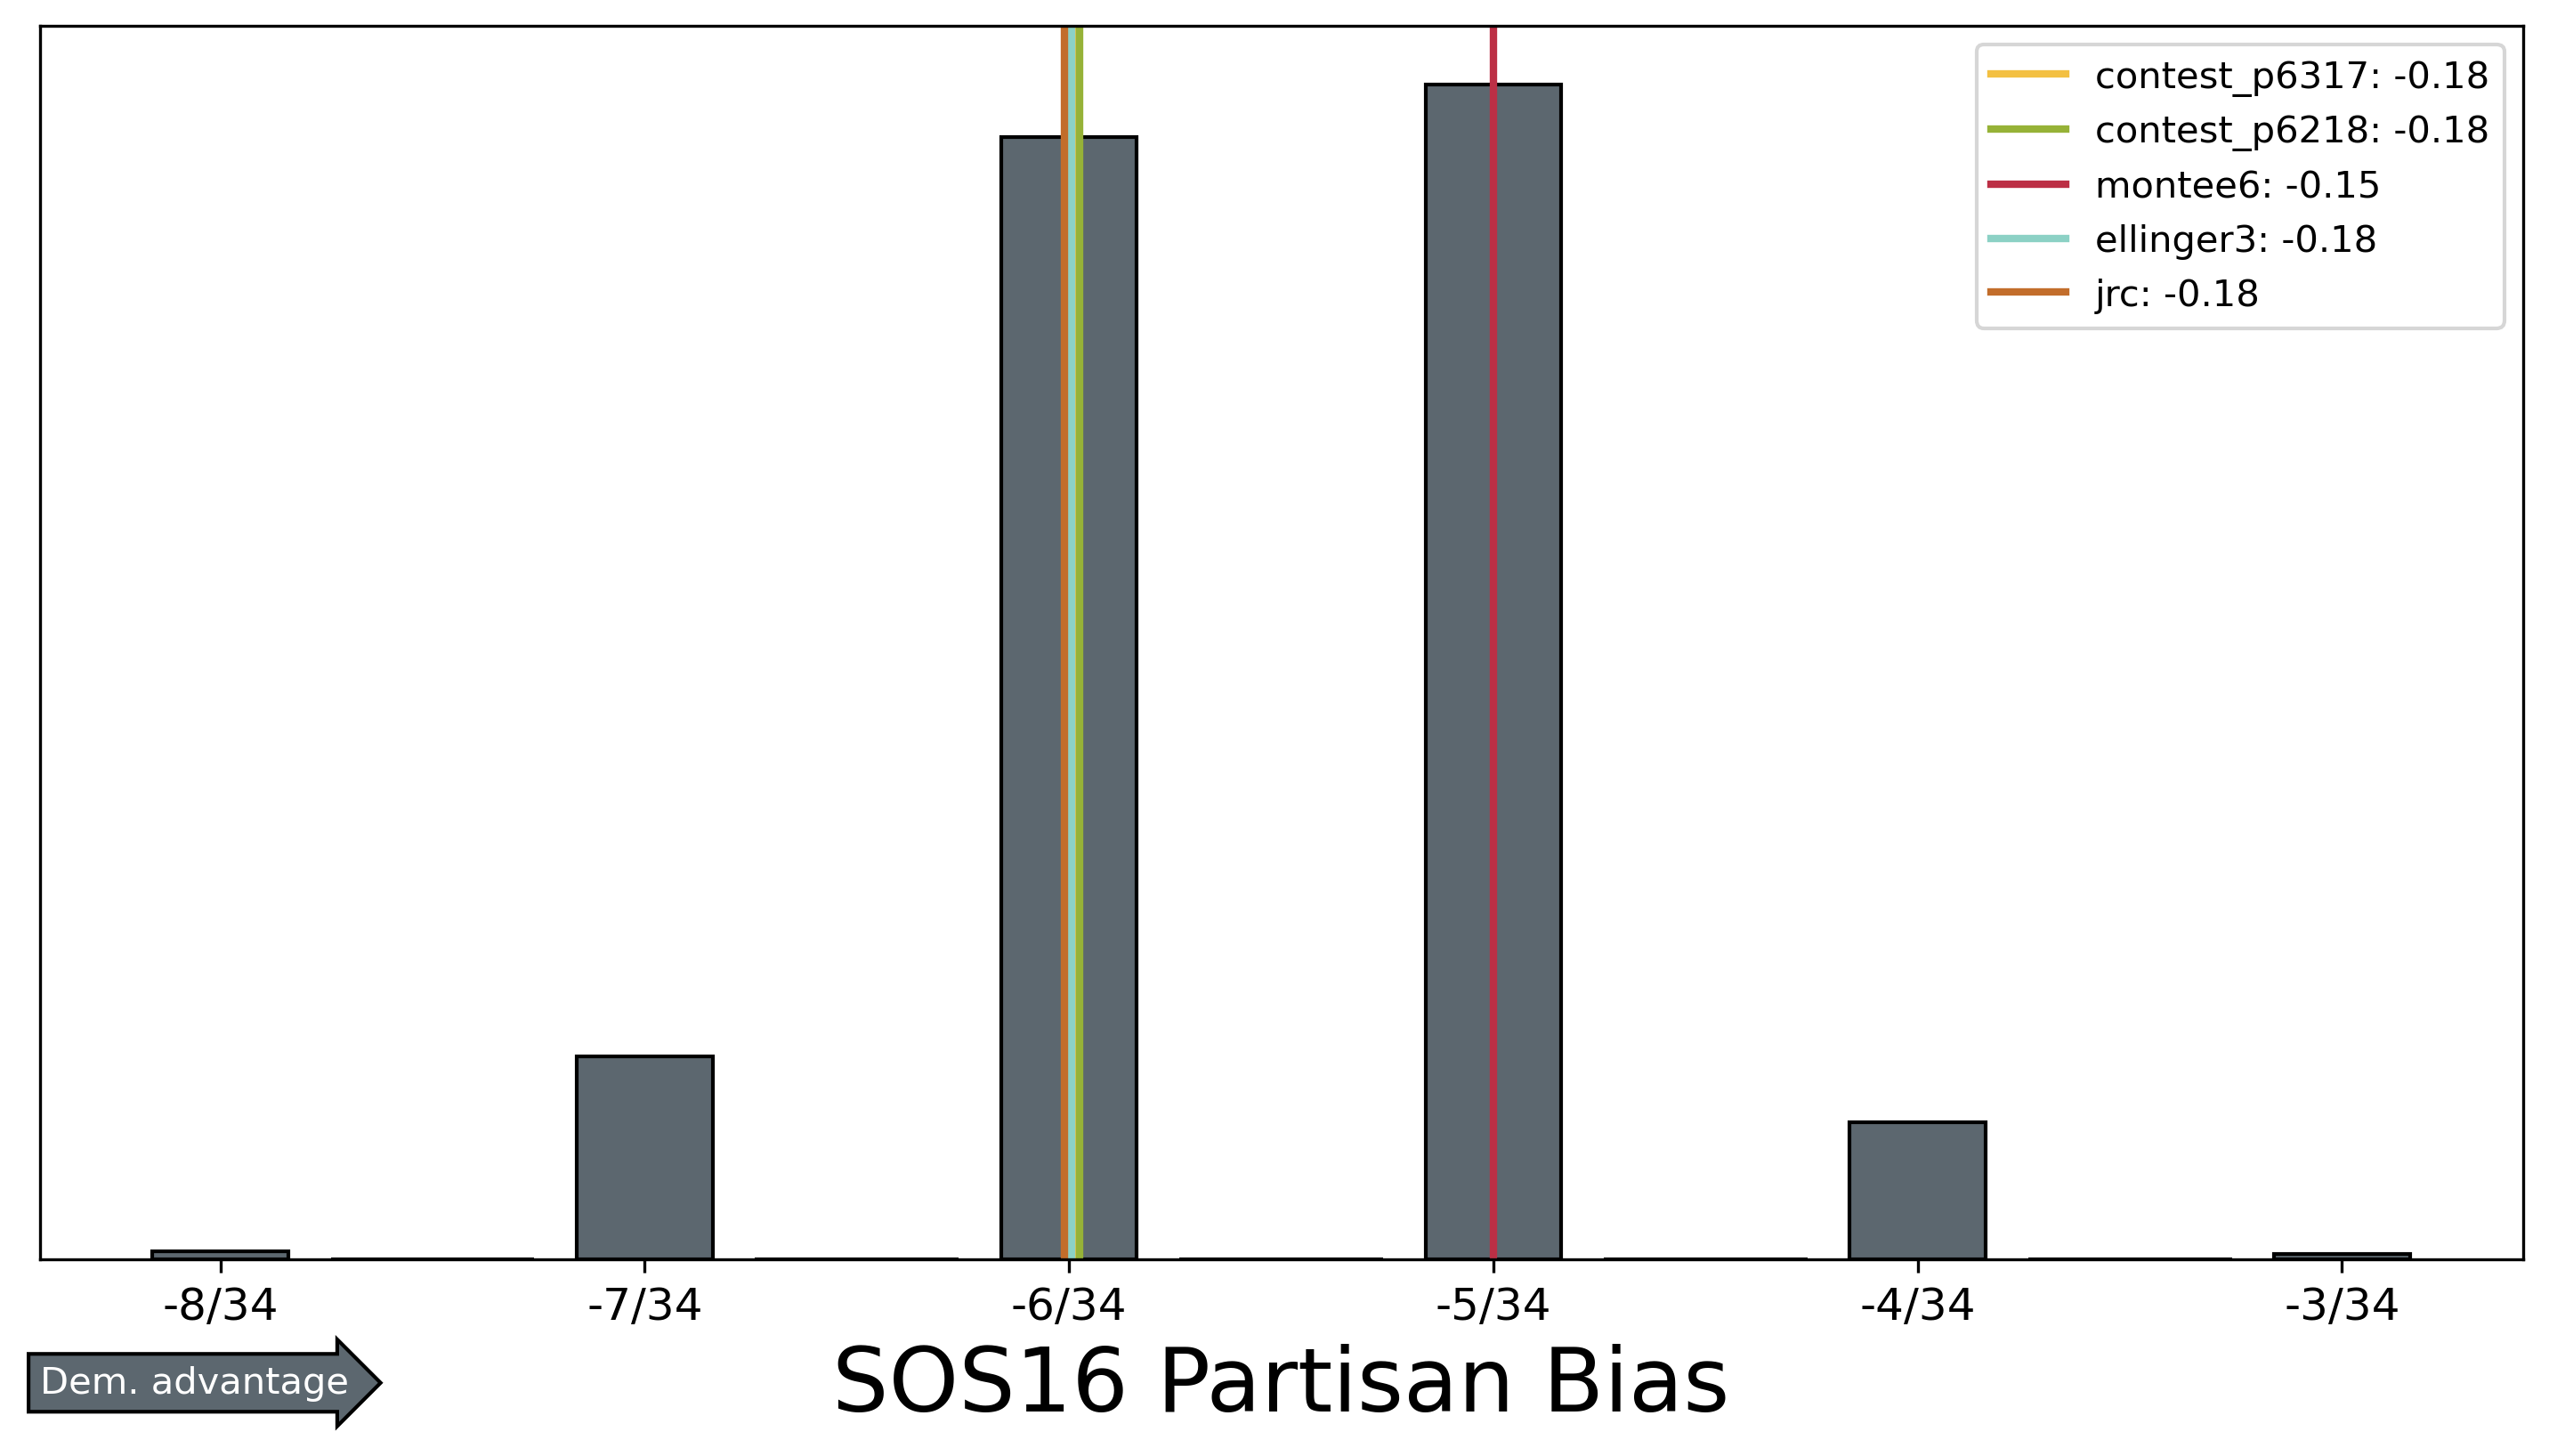 contest_p6317: -0.18
contest_p6218: -0.18
montee6: -0.15
ellinger3: -0.18
jrc: -0.18
-8/34 -7/34 -6/34 -5/34 -4/34 -3/34
Dem. advantage
SOS16 Partisan Bias